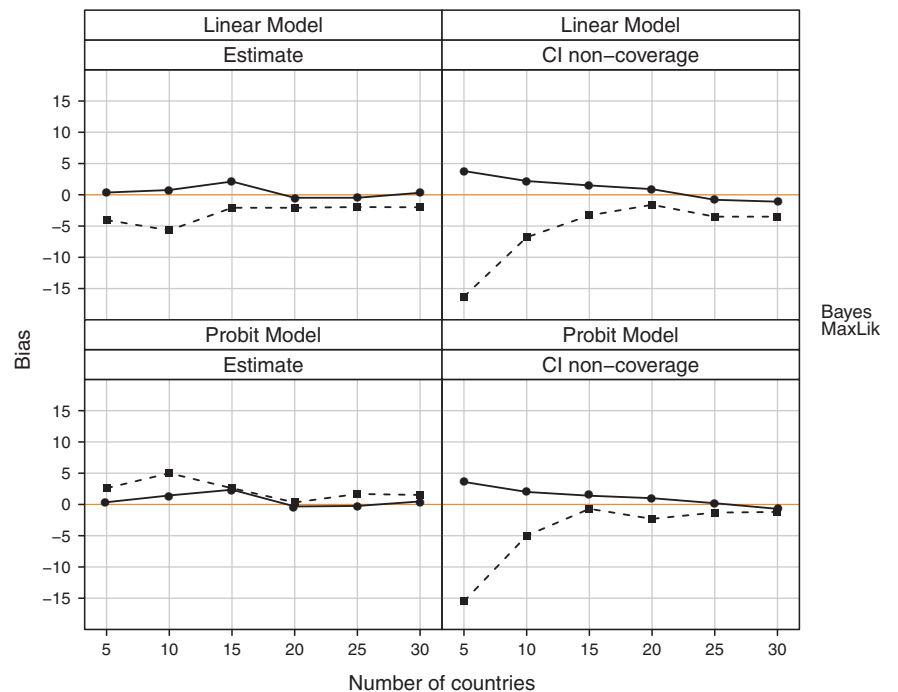 Linear Model
Linear Model
Estimate
CI non−coverage
15
10
5
0
−5
−10
−15
Probit Model
Probit Model
Estimate
CI non−coverage
15
10
5
0
−5
−10
−15
5 10 15 20 25 30
5 10 15 20 25 30
Number of countries
Bias
Bayes
MaxLik